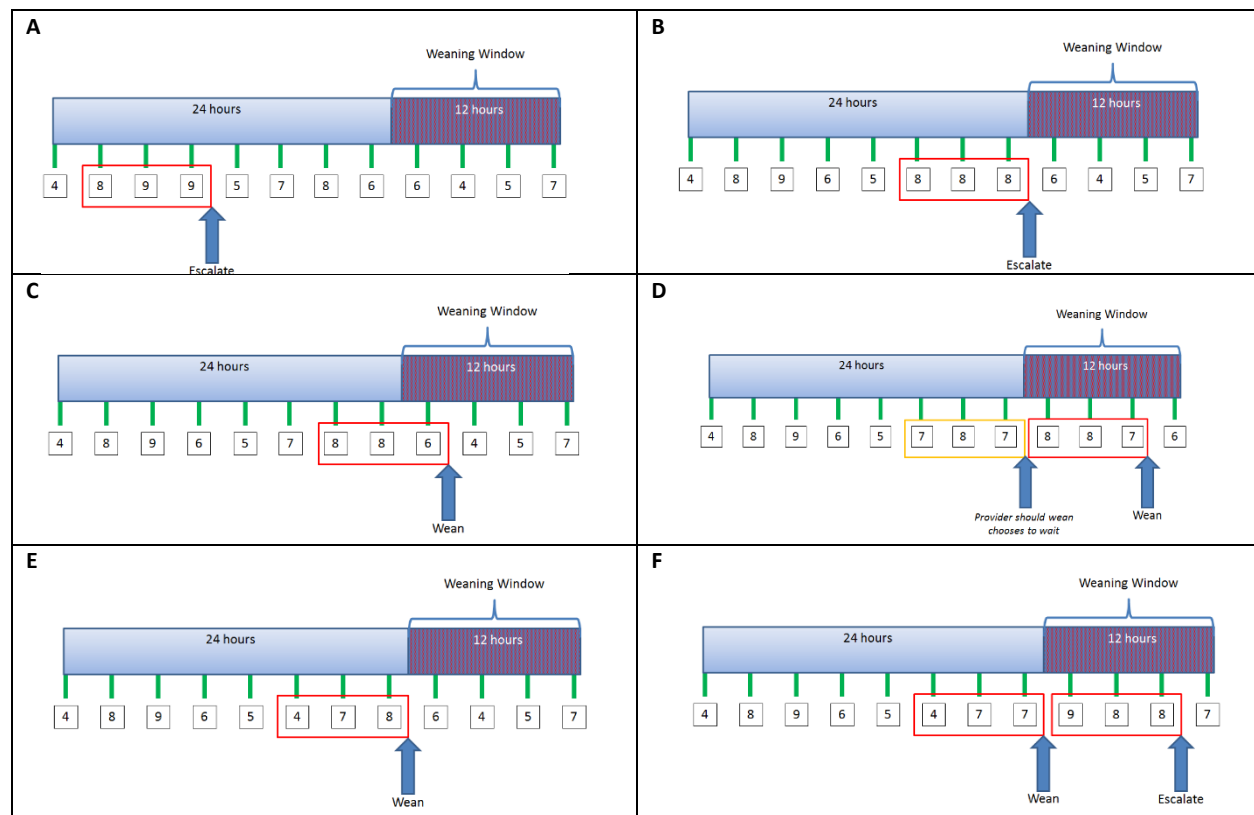 A
Weaning Window
24 hours 12 hours
4 8 9 9 5 7 8 6 6 4 5 7
Escalate
B
Weaning Window
24 hours 12 hours
4 8 9 6 5 8 8 8 6 4 5 7
Escalate
C
Weaning Window
24 hours 12 hours
4 8 9 6 5 7 8 8 6 4 5 7
Wean
D
Weaning Window
24 hours 12 hours
4 8 9 6 5 7 8 7 8 8 7 6
Provider should wean Wean
chooses to wait
E
Weaning Window
24 hours 12 hours
4 8 9 6 5 4 7 8 6 4 5 7
Wean
F
Weaning Window
24 hours 12 hours
4 8 9 6 5 4 7 7 9 8 8 7
Wean Escalate